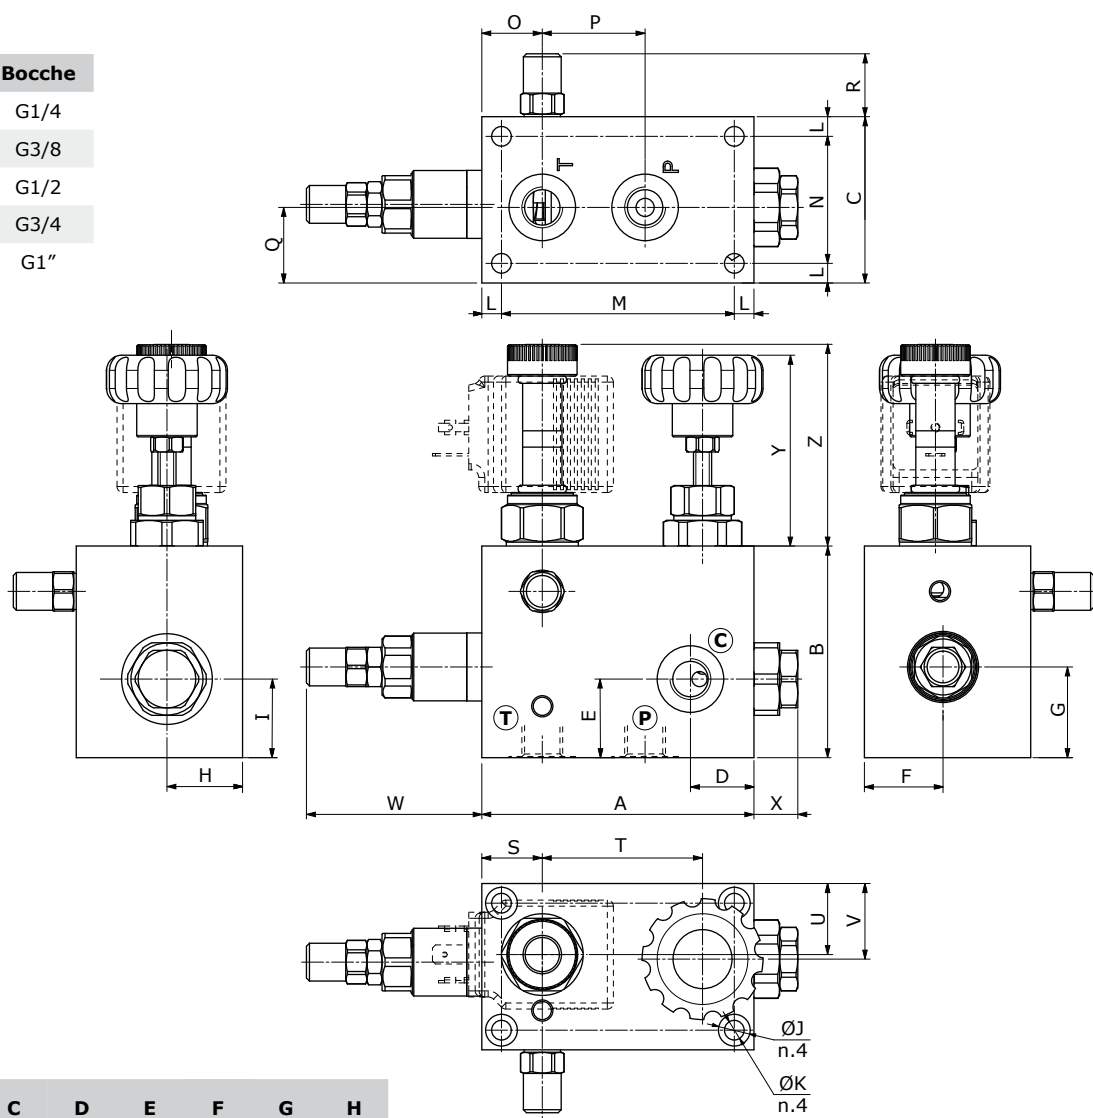 Bocche
G1/4
G3/8
G1/2
G3/4
G1”
O P
R
L
T P
N C
Q
L
L M L
Y Z
C
B
T P
E
I
G
H
D
F
W A X
S T
U V
ØJ
n.4
ØK
n.4
C D E F G H